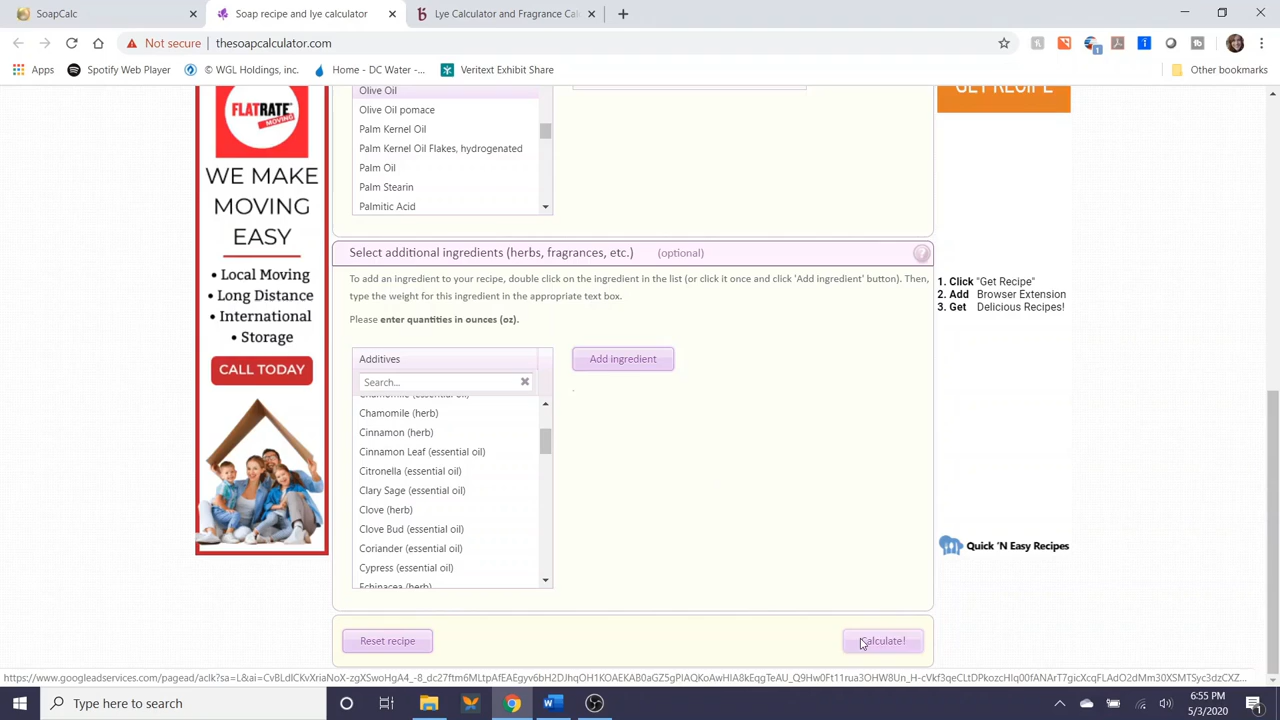 SoapCalc
Soap recipe and lye calculator
Lye Calculator and Fragrance Cal
Not secure | thesoapcalculator.com
1
Apps
Spotify Web Player
© WGL Holdings, inc.
Home - DC Water -...
Veritext Exhibit Share
Other bookmarks
FLATRATE
MOVING
WE MAKE
MOVING
EASY
• Local Moving
• Long Distance
• International
• Storage
CALL TODAY
Olive Oil
Olive Oil pomace
Palm Kernel Oil
Palm Kernel Oil Flakes, hydrogenated
Palm Oil
Palm Stearin
Palmitic Acid
GET RECIPE
Select additional ingredients (herbs, fragrances, etc.) (optional)
?
To add an ingredient to your recipe, double click on the ingredient in the list (or click it once and click 'Add ingredient' button). Then,
type the weight for this ingredient in the appropriate text box.
Please enter quantities in ounces (oz).
Additives
Search...
Add ingredient
Chamomile (essential oil)
Chamomile (herb)
Cinnamon (herb)
Cinnamon Leaf (essential oil)
Citronella (essential oil)
Clary Sage (essential oil)
Clove (herb)
Clove Bud (essential oil)
Coriander (essential oil)
Cypress (essential oil)
Echinacea (herb)
1. Click "Get Recipe"
2. Add Browser Extension
3. Get Delicious Recipes!
Quick 'N Easy Recipes
Reset recipe
Calculate!
Type here to search
6:55 PM
5/3/2020
1